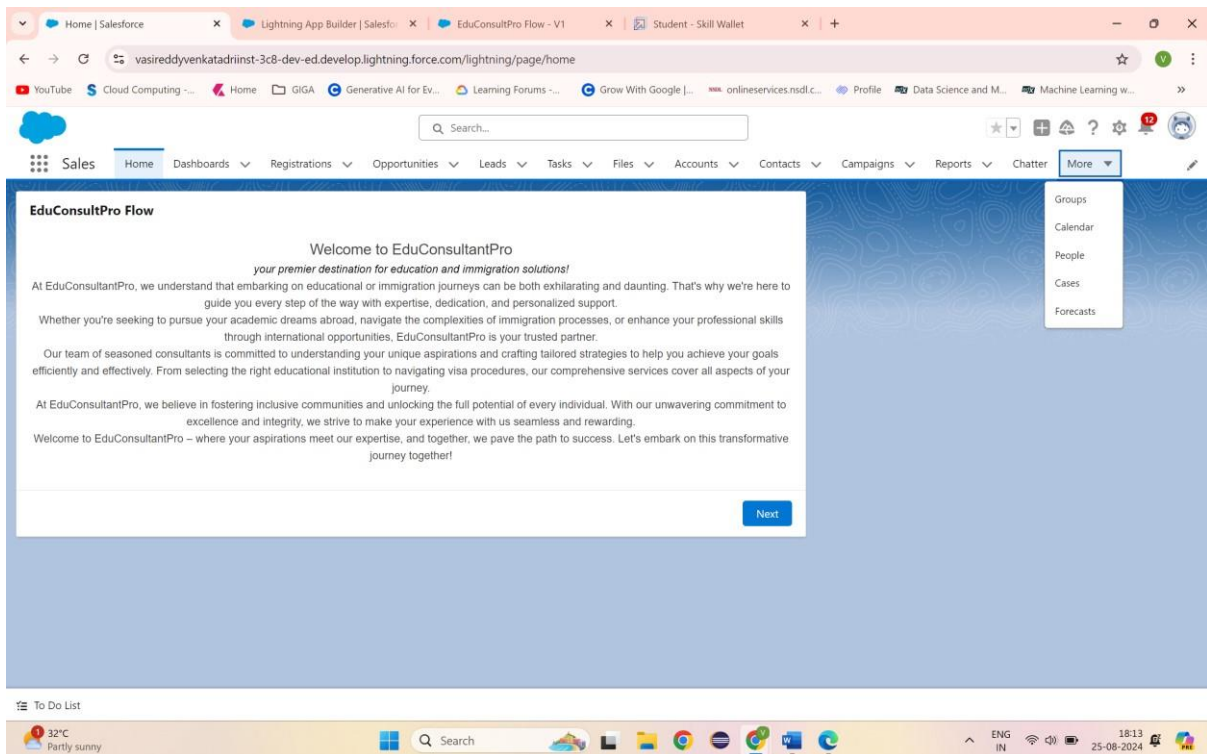 Home | Salesforce
Lightning App Builder | Salesfo
EduConsultPro Flow - V1
Student - Skill Wallet
vasireddyvenkatadriinst-3c8-dev-ed.develop.lightning.force.com/lightning/page/home
V
YouTube
Cloud Computing -...
Home
GIGA
Generative AI for Ev...
Learning Forums -...
Grow With Google |...
onlineservices.nsdl.c...
Profile
Data Science and M...
Machine Learning w...
Search...
12
Sales
Home
Dashboards
Registrations
Opportunities
Leads
Tasks
Files
Accounts
Contacts
Campaigns
Reports
Chatter
More
Groups
Calendar
People
Cases
Forecasts
EduConsultPro Flow
Welcome to EduConsultantPro
your premier destination for education and immigration solutions!
At EduConsultantPro, we understand that embarking on educational or immigration journeys can be both exhilarating and daunting. That's why we're here to
guide you every step of the way with expertise, dedication, and personalized support.
Whether you're seeking to pursue your academic dreams abroad, navigate the complexities of immigration processes, or enhance your professional skills
through international opportunities, EduConsultantPro is your trusted partner.
Our team of seasoned consultants is committed to understanding your unique aspirations and crafting tailored strategies to help you achieve your goals
efficiently and effectively. From selecting the right educational institution to navigating visa procedures, our comprehensive services cover all aspects of your
journey.
At EduConsultantPro, we believe in fostering inclusive communities and unlocking the full potential of every individual. With our unwavering commitment to
excellence and integrity, we strive to make your experience with us seamless and rewarding.
Welcome to EduConsultantPro – where your aspirations meet our expertise, and together, we pave the path to success. Let's embark on this transformative
journey together!
Next
To Do List
1
32°C
Partly sunny
Search
ENG
IN
18:13
25-08-2024